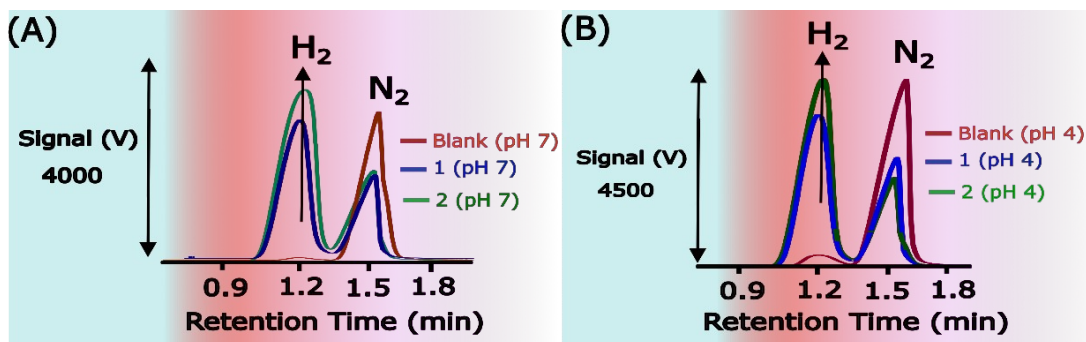 (A)
H₂
N₂
Signal (V)
4000
Blank (pH 7)
1 (pH 7)
2 (pH 7)
0.9 1.2 1.5 1.8
Retention Time (min)
(B)
H₂
N₂
Signal (V)
4500
Blank (pH 4)
1 (pH 4)
2 (pH 4)
0.9 1.2 1.5 1.8
Retention Time (min)